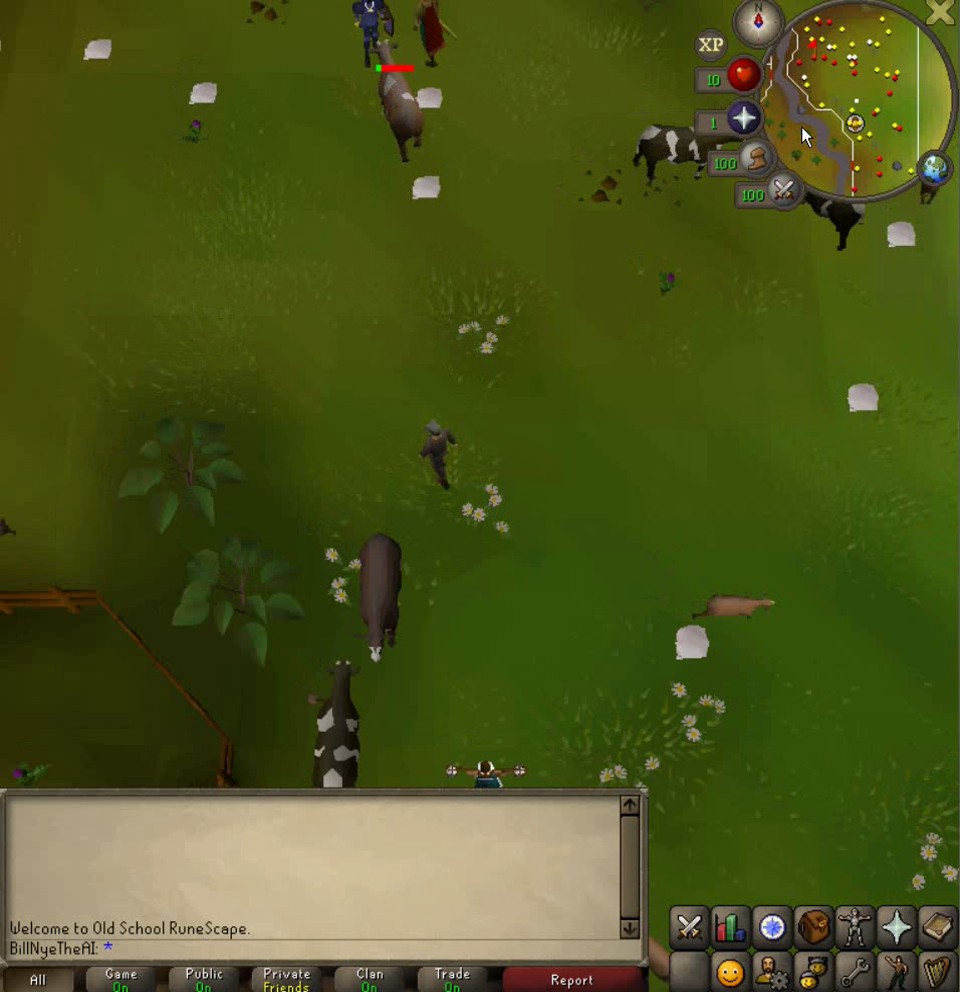 N
XP
10
1
100
100
Welcome to Old School RuneScape.
BillNyeTheAI: *
All
Game
On
Public
On
Private
Friends
Clan
On
Trade
On
Report